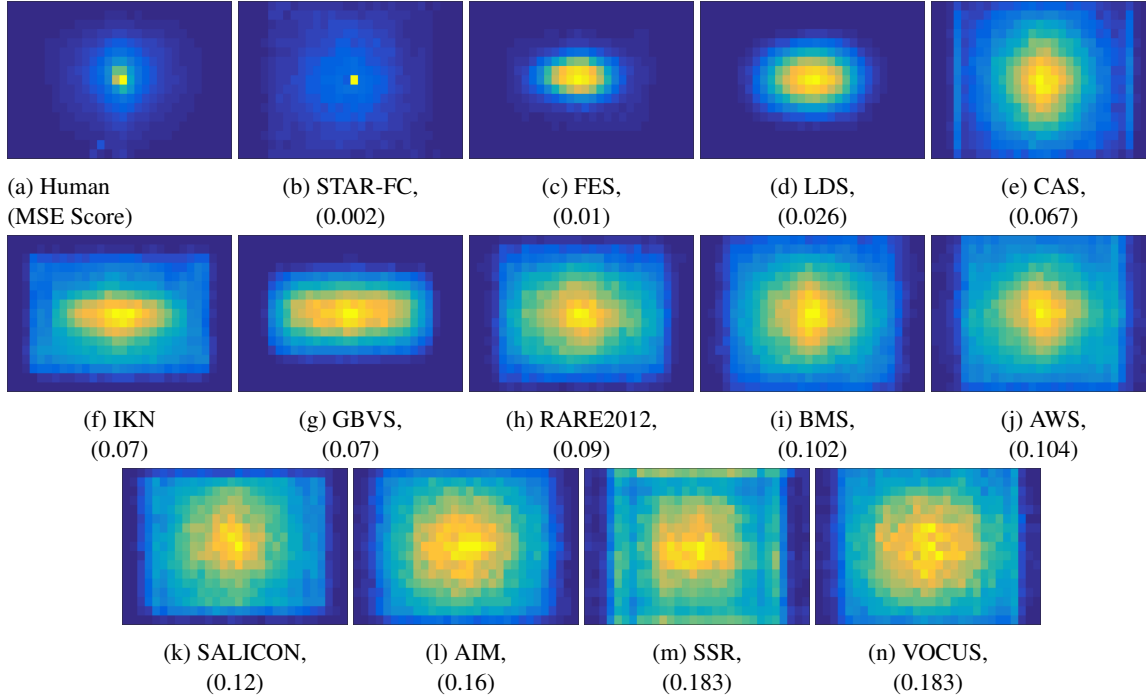 (a) Human
(MSE Score)
(b) STAR-FC,
(0.002)
(c) FES,
(0.01)
(d) LDS,
(0.026)
(e) CAS,
(0.067)
(f) IKN
(0.07)
(g) GBVS,
(0.07)
(h) RARE2012,
(0.09)
(i) BMS,
(0.102)
(j) AWS,
(0.104)
(k) SALICON,
(0.12)
(l) AIM,
(0.16)
(m) SSR,
(0.183)
(n) VOCUS,
(0.183)